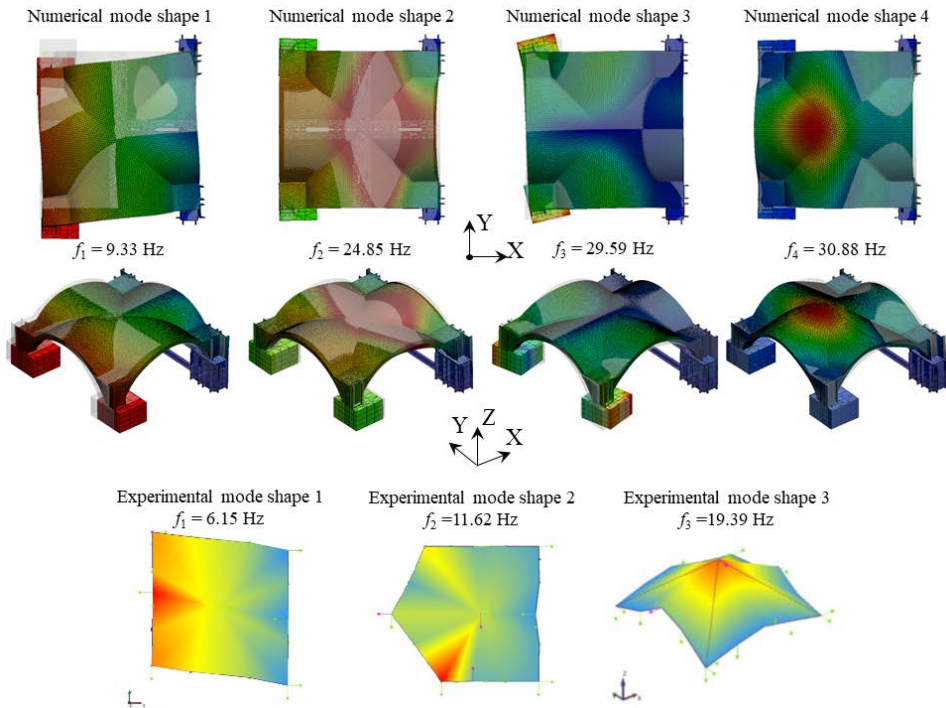 Numerical mode shape 1
Numerical mode shape 2
Numerical mode shape 3
Numerical mode shape 4
f₁ = 9.33 Hz
f₂ = 24.85 Hz
Y
X
f₃ = 29.59 Hz
f₄ = 30.88 Hz
Y
Z
X
Experimental mode shape 1
f₁ = 6.15 Hz
Experimental mode shape 2
f₂ =11.62 Hz
Experimental mode shape 3
f₃ =19.39 Hz